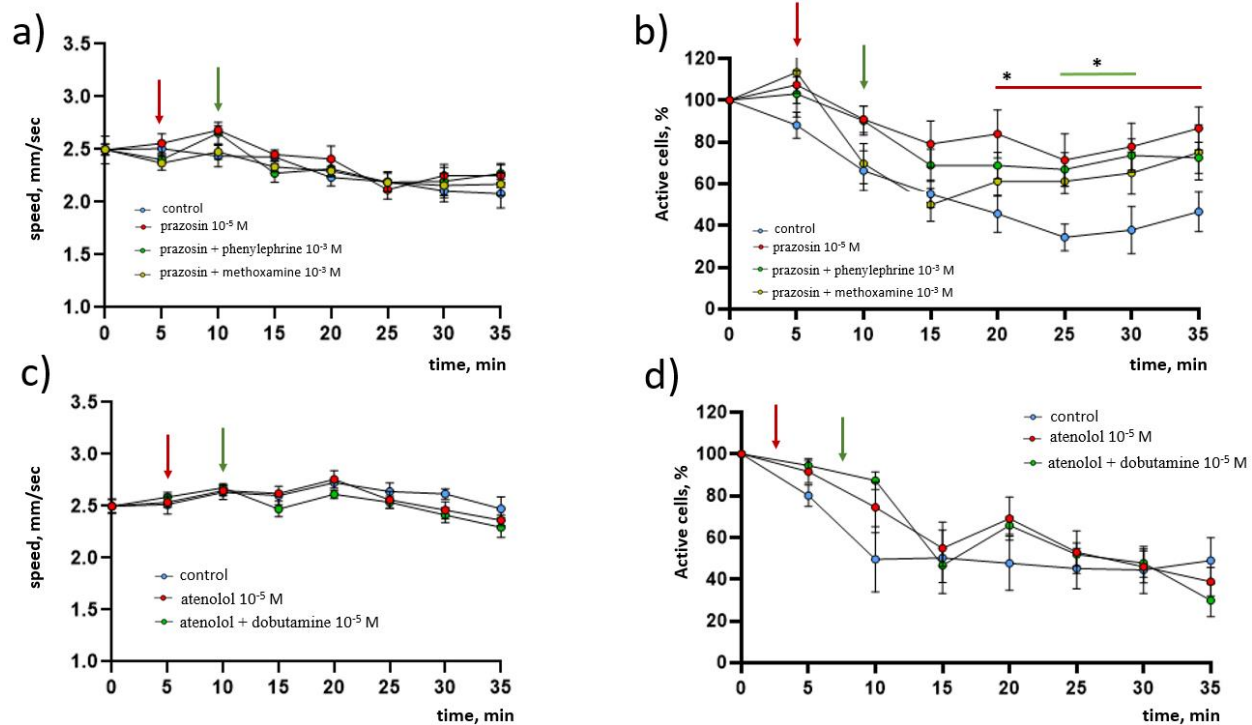 a)
3.5
3.0
2.5
2.0
1.5
1.0
speed, mm/sec
control
prazosin 10⁻⁵ M
prazosin + phenylephrine 10⁻³ M
prazosin + methoxamine 10⁻³ M
0 5 10 15 20 25 30 35
time, min
b)
120
100
80
60
40
20
0
Active cells, %
* *
control
prazosin 10⁻⁵ M
prazosin + phenylephrine 10⁻³ M
prazosin + methoxamine 10⁻³ M
0 5 10 15 20 25 30 35
time, min
c)
3.5
3.0
2.5
2.0
1.5
1.0
speed, mm/sec
control
atenolol 10⁻⁵ M
atenolol + dobutamine 10⁻⁵ M
0 5 10 15 20 25 30 35
time, min
d)
120
100
80
60
40
20
0
Active cells, %
control
atenolol 10⁻⁵ M
atenolol + dobutamine 10⁻⁵ M
0 5 10 15 20 25 30 35
time, min